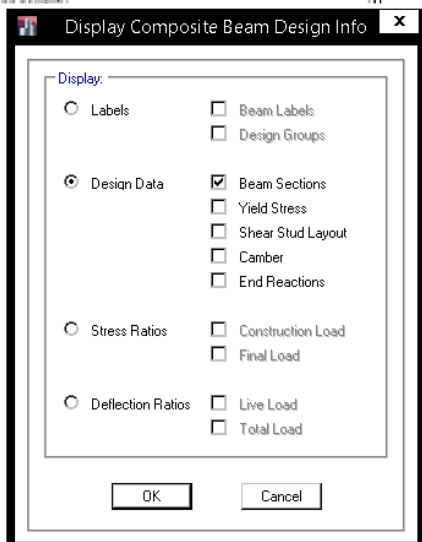 Display Composite Beam Design Info x
Display:
Labels
Beam Labels
Design Groups
Design Data
Beam Sections
Yield Stress
Shear Stud Layout
Camber
End Reactions
Stress Ratios
Construction Load
Final Load
Deflection Ratios
Live Load
Total Load
OK
Cancel